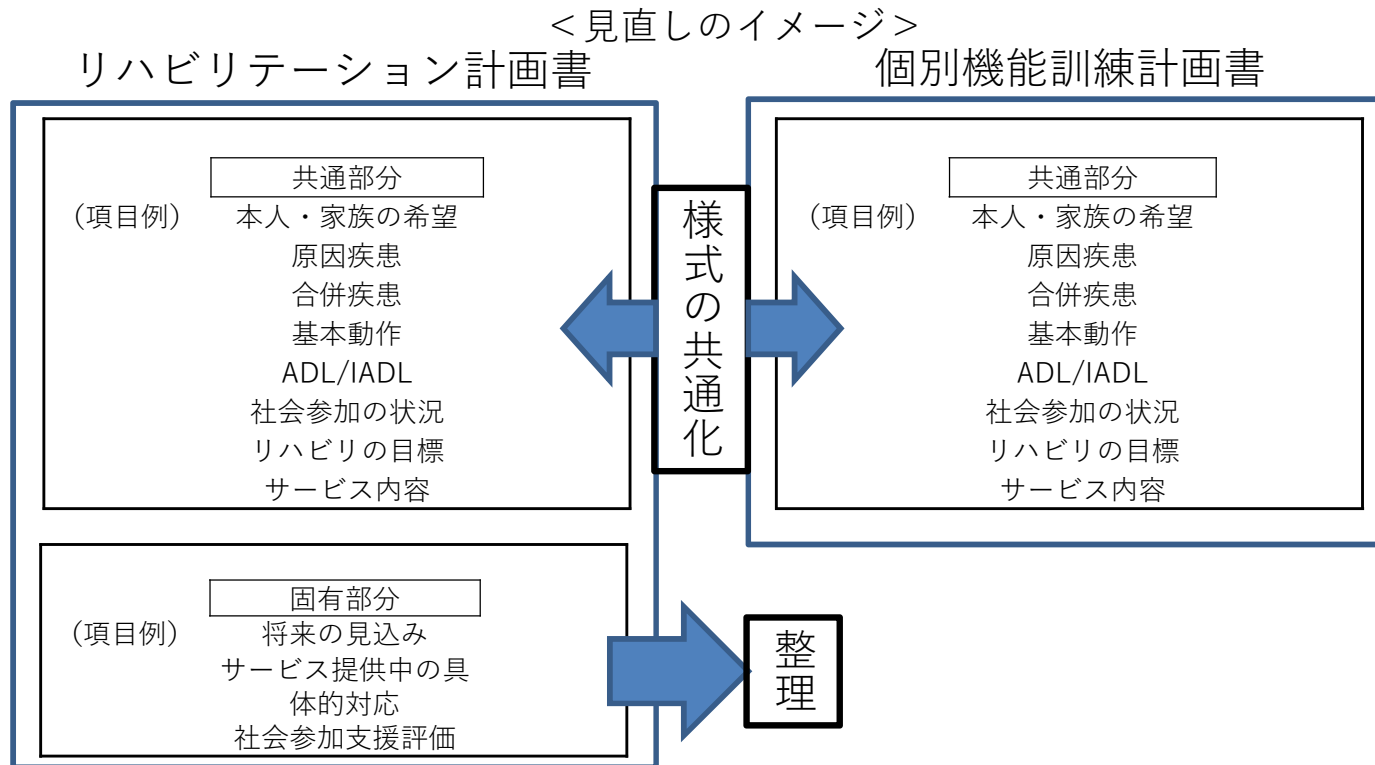 ＜見直しのイメージ＞
リハビリテーション計画書
共通部分
（項目例）
本人・家族の希望
原因疾患
合併疾患
基本動作
ADL/IADL
社会参加の状況
リハビリの目標
サービス内容
固有部分
（項目例）
将来の見込み
サービス提供中の具
体的対応
社会参加支援評価
様式の共通化
整理
個別機能訓練計画書
共通部分
（項目例）
本人・家族の希望
原因疾患
合併疾患
基本動作
ADL/IADL
社会参加の状況
リハビリの目標
サービス内容